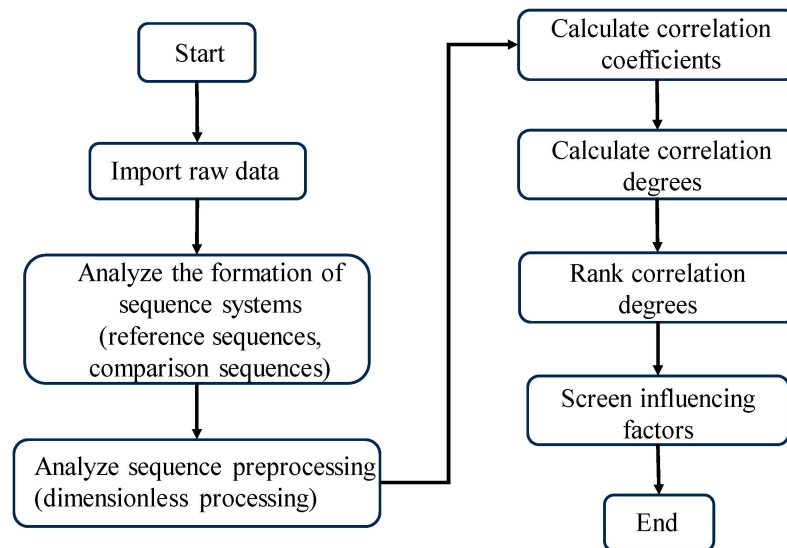 Start
Import raw data
Analyze the formation of
sequence systems
(reference sequences,
comparison sequences)
Analyze sequence preprocessing
(dimensionless processing)
Calculate correlation
coefficients
Calculate correlation
degrees
Rank correlation
degrees
Screen influencing
factors
End